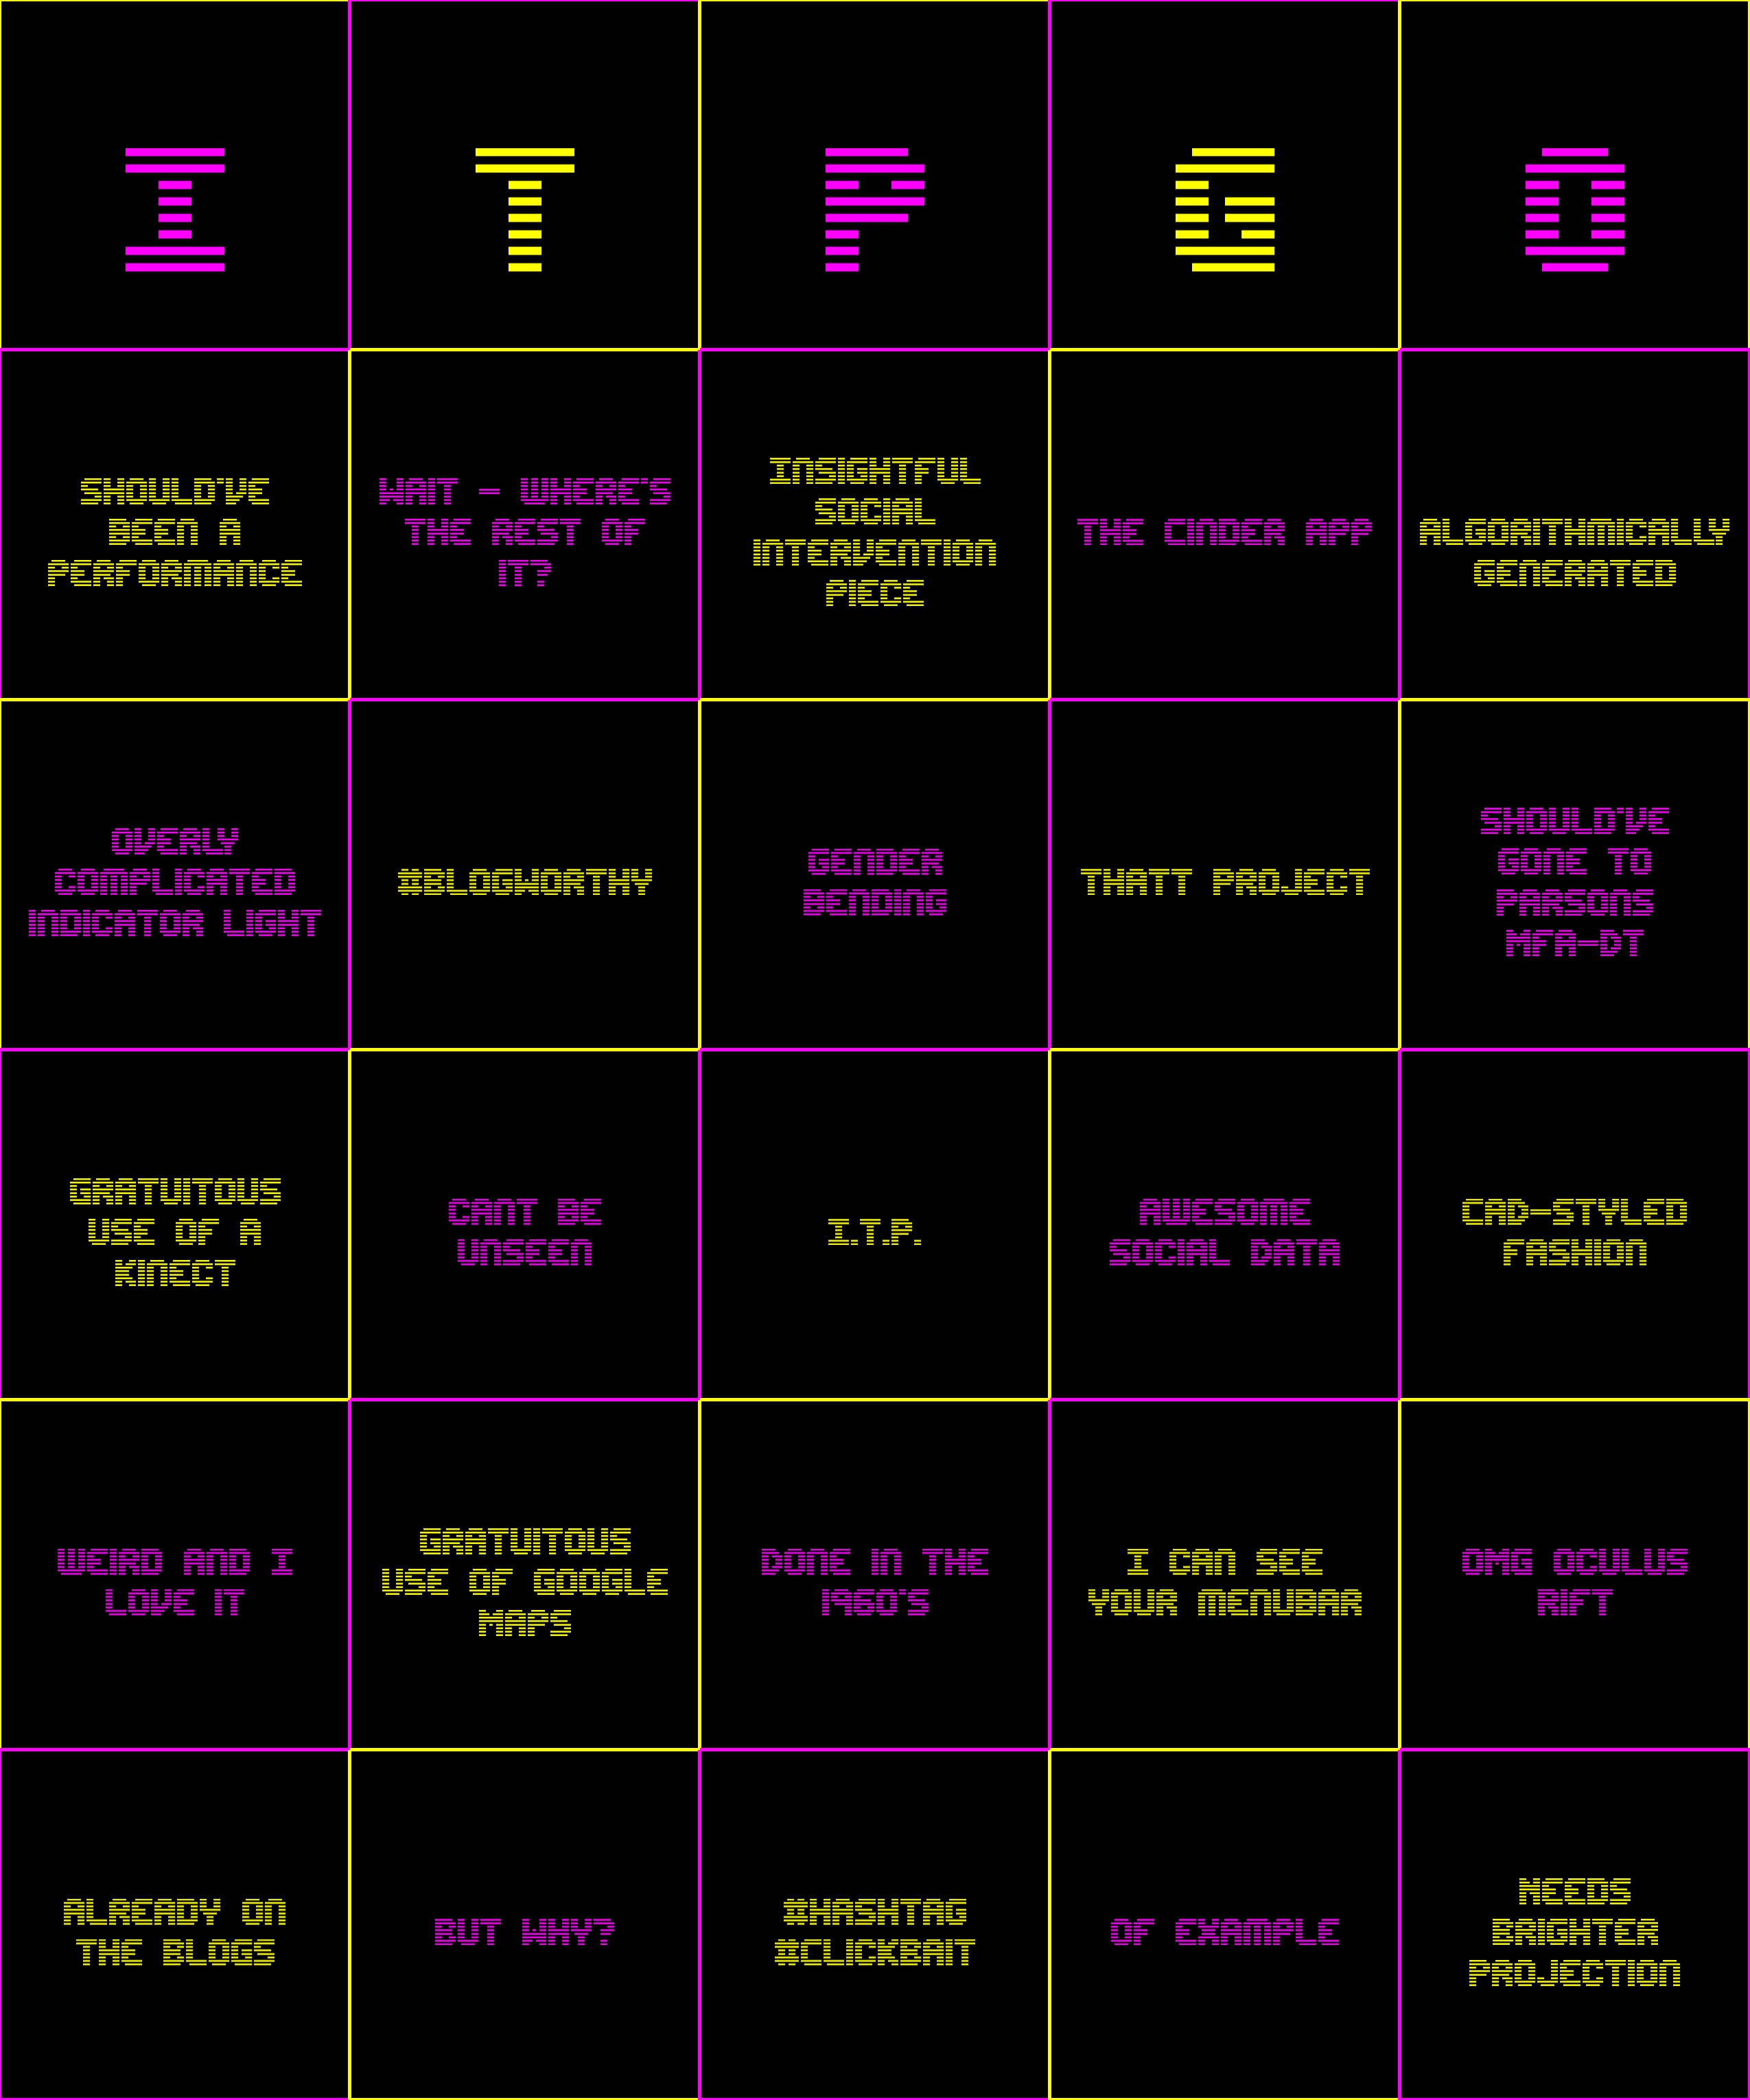 I
T
P
G
O
SHOULD'VE
BEEN A
PERFORMANCE
WAIT - WHERE'S
THE REST OF
IT?
INSIGHTFUL
SOCIAL
INTERVENTION
PIECE
THE CINDER APP
ALGORITHMICALLY
GENERATED
OVERLY
COMPLICATED
INDICATOR LIGHT
#BLOGWORTHY
GENDER
BENDING
THATT PROJECT
SHOULD'VE
GONE TO
PARSONS
MFA-DT
GRATUITOUS
USE OF A
KINECT
CANT BE
UNSEEN
I.T.P.
AWESOME
SOCIAL DATA
CAD-STYLED
FASHION
WEIRD AND I
LOVE IT
GRATUITOUS
USE OF GOOGLE
MAPS
DONE IN THE
1960'S
I CAN SEE
YOUR MENUBAR
OMG OCULUS
RIFT
ALREADY ON
THE BLOGS
BUT WHY?
#HASHTAG
#CLICKBAIT
OF EXAMPLE
NEEDS
BRIGHTER
PROJECTION